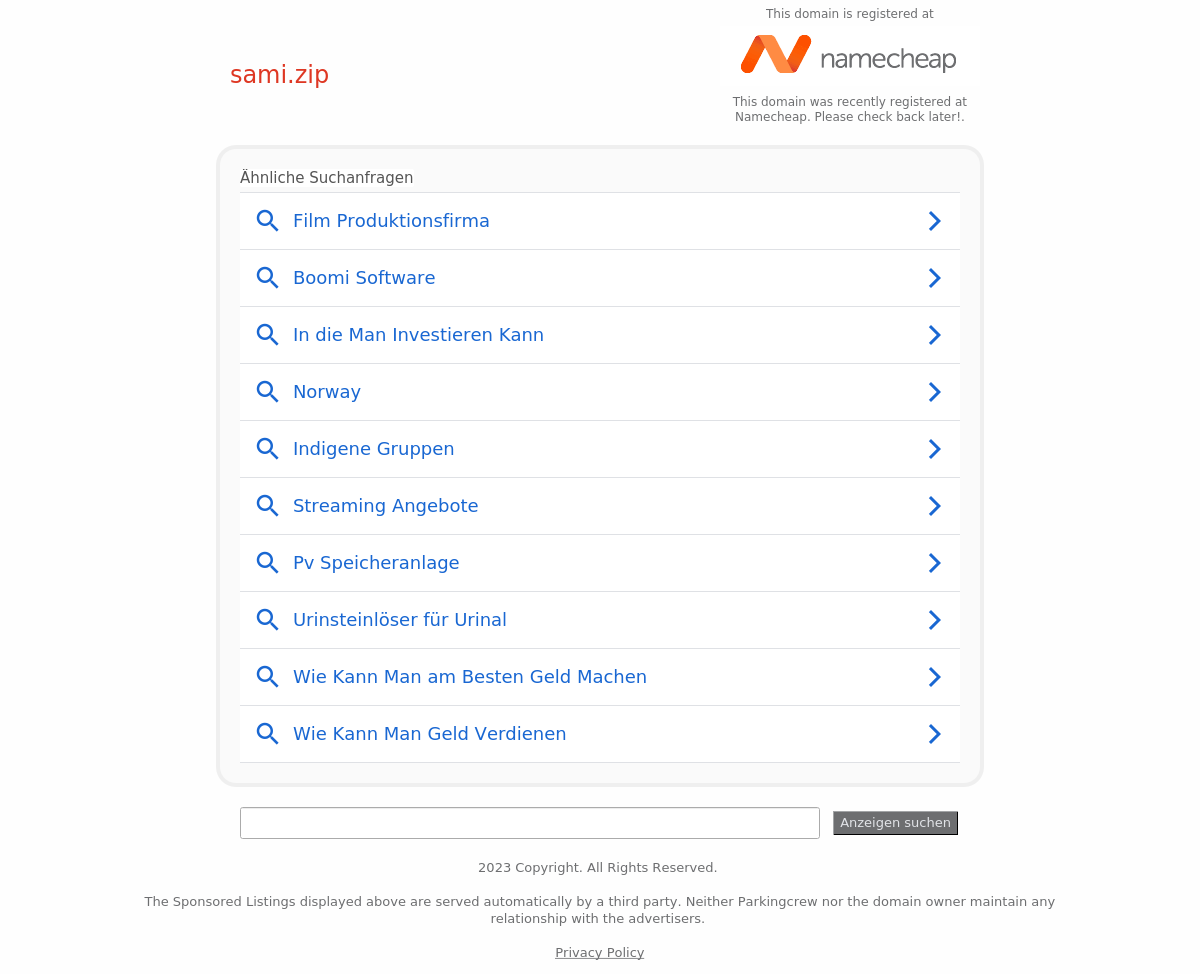 This domain is registered at
namecheap
sami.zip
This domain was recently registered at
Namecheap. Please check back later!.
Ähnliche Suchanfragen
Film Produktionsfirma
Boomi Software
In die Man Investieren Kann
Norway
Indigene Gruppen
Streaming Angebote
Pv Speicheranlage
Urinsteinlöser für Urinal
Wie Kann Man am Besten Geld Machen
Wie Kann Man Geld Verdienen
Anzeigen suchen
2023 Copyright. All Rights Reserved.
The Sponsored Listings displayed above are served automatically by a third party. Neither Parkingcrew nor the domain owner maintain any
relationship with the advertisers.
Privacy Policy